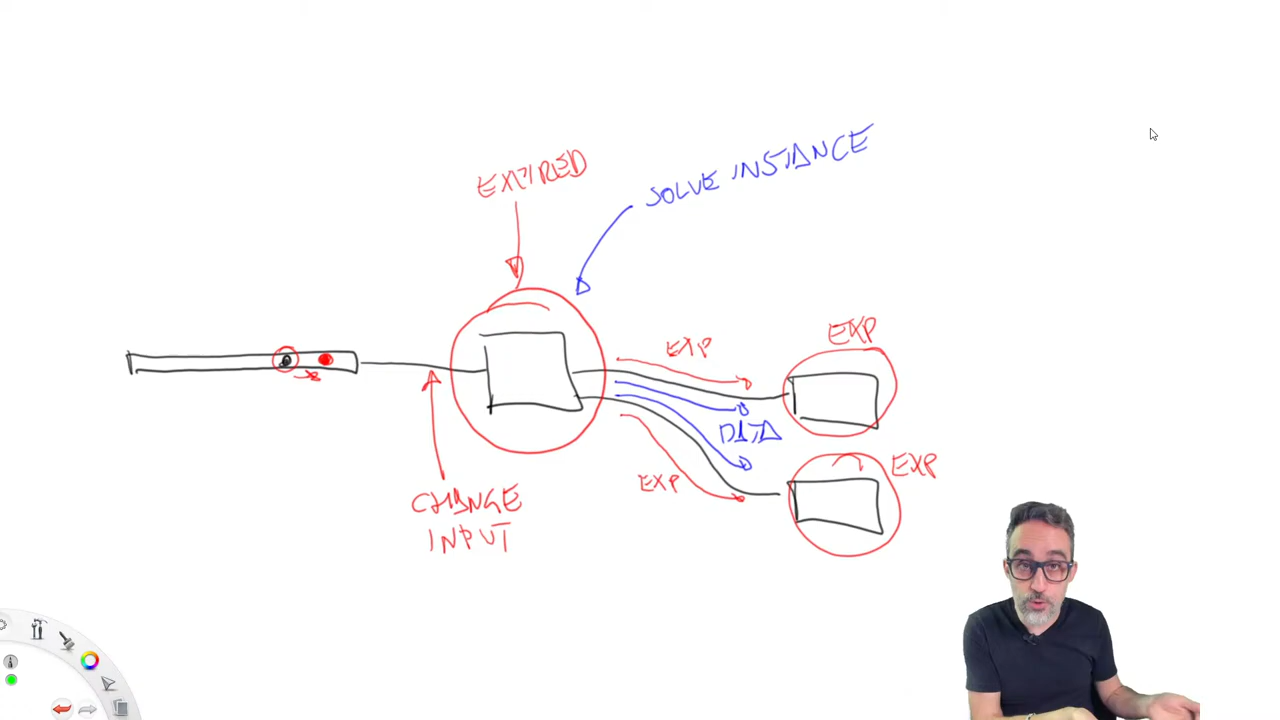 EXPIRED
SOLVE INSTANCE
EXP
EXP
DATA
EXP
EXP
CHANGE
INPUT